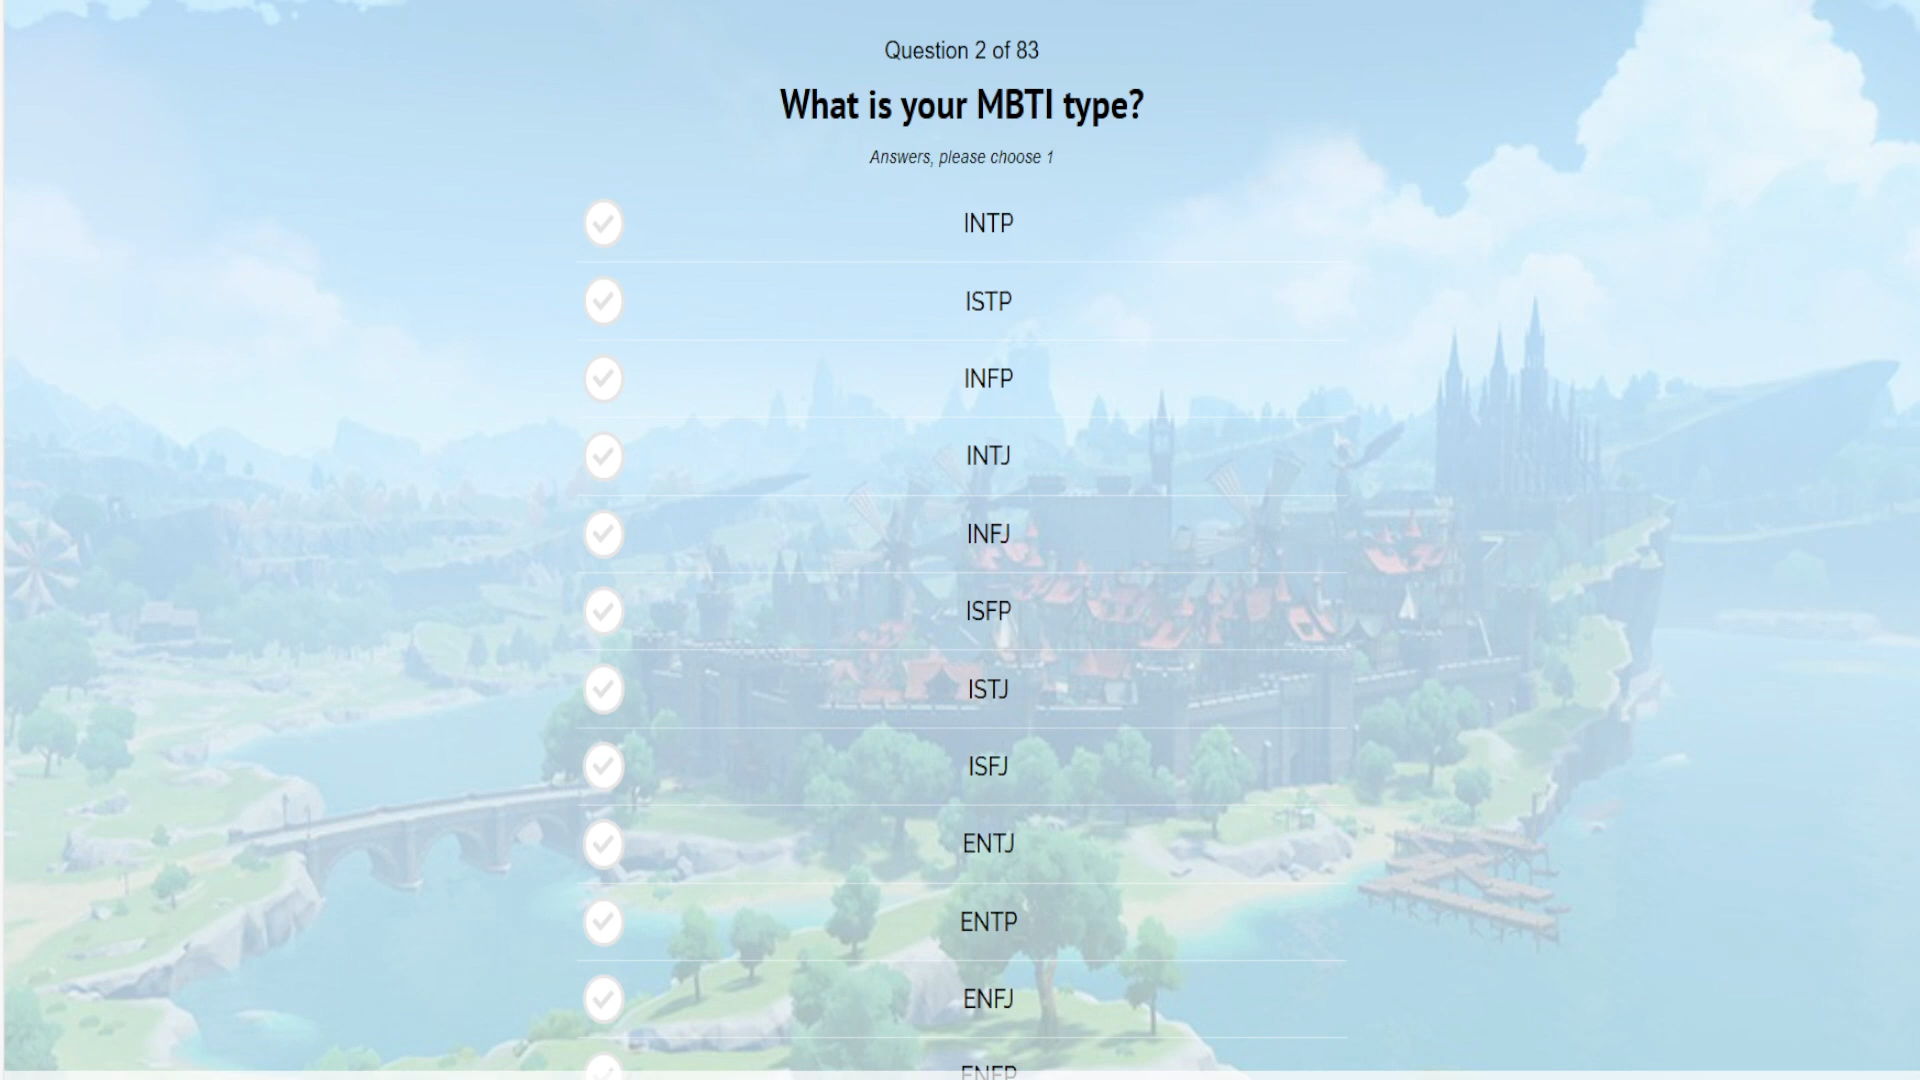 Question 2 of 83
What is your MBTI type?
Answers, please choose 1
INTP
ISTP
INFP
INTJ
INFJ
ISFP
ISTJ
ISFJ
ENTJ
ENTP
ENFJ
ENFP